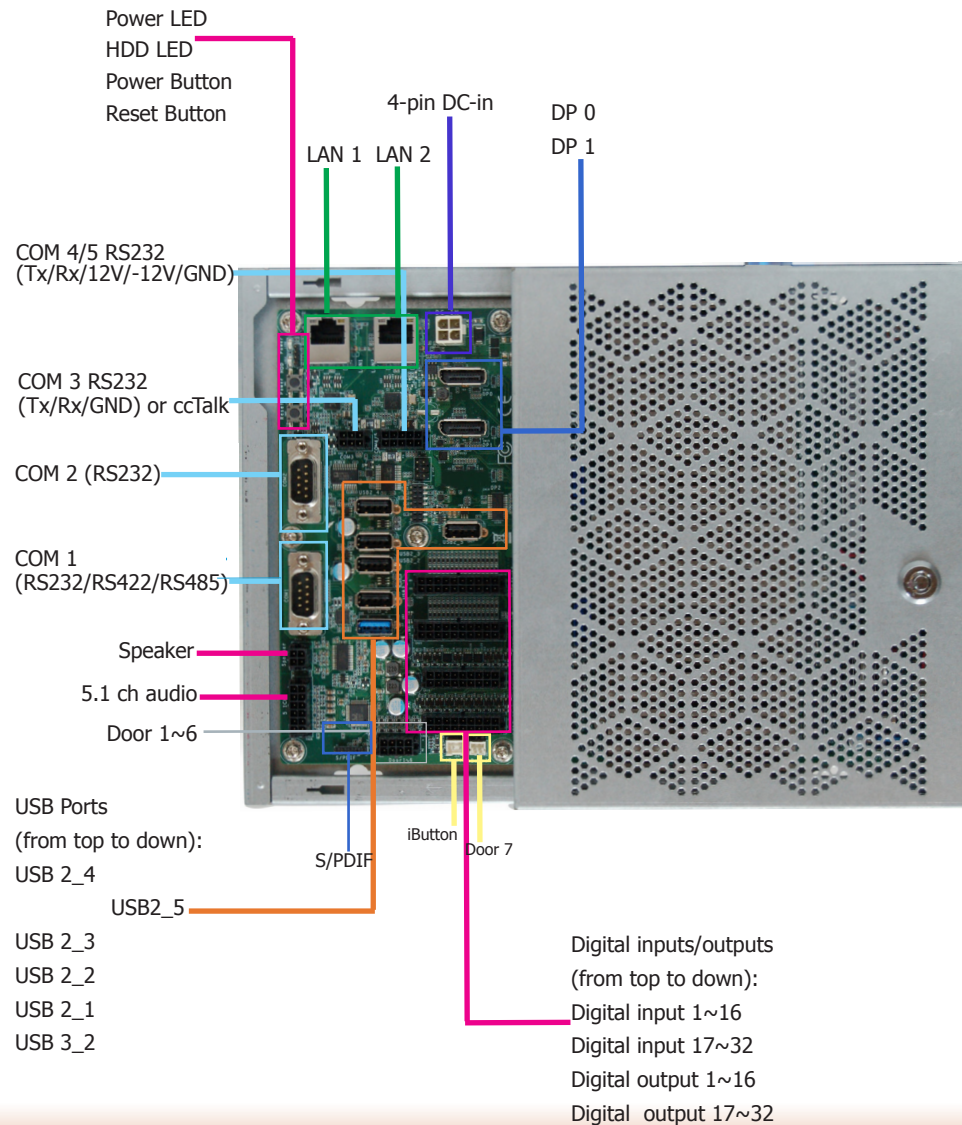 Power LED
HDD LED
Power Button
Reset Button
4-pin DC-in
DP 0
DP 1
LAN 1 LAN 2
COM 4/5 RS232
(Tx/Rx/12V/-12V/GND)
COM 3 RS232
(Tx/Rx/GND) or ccTalk
COM 2 (RS232)
COM 1
(RS232/RS422/RS485)
Speaker
5.1 ch audio
Door 1~6
S/PDIF
iButton
Door 7
USB Ports
(from top to down):
USB 2_4
USB2_5
USB 2_3
USB 2_2
USB 2_1
USB 3_2
Digital inputs/outputs
(from top to down):
Digital input 1~16
Digital input 17~32
Digital output 1~16
Digital output 17~32